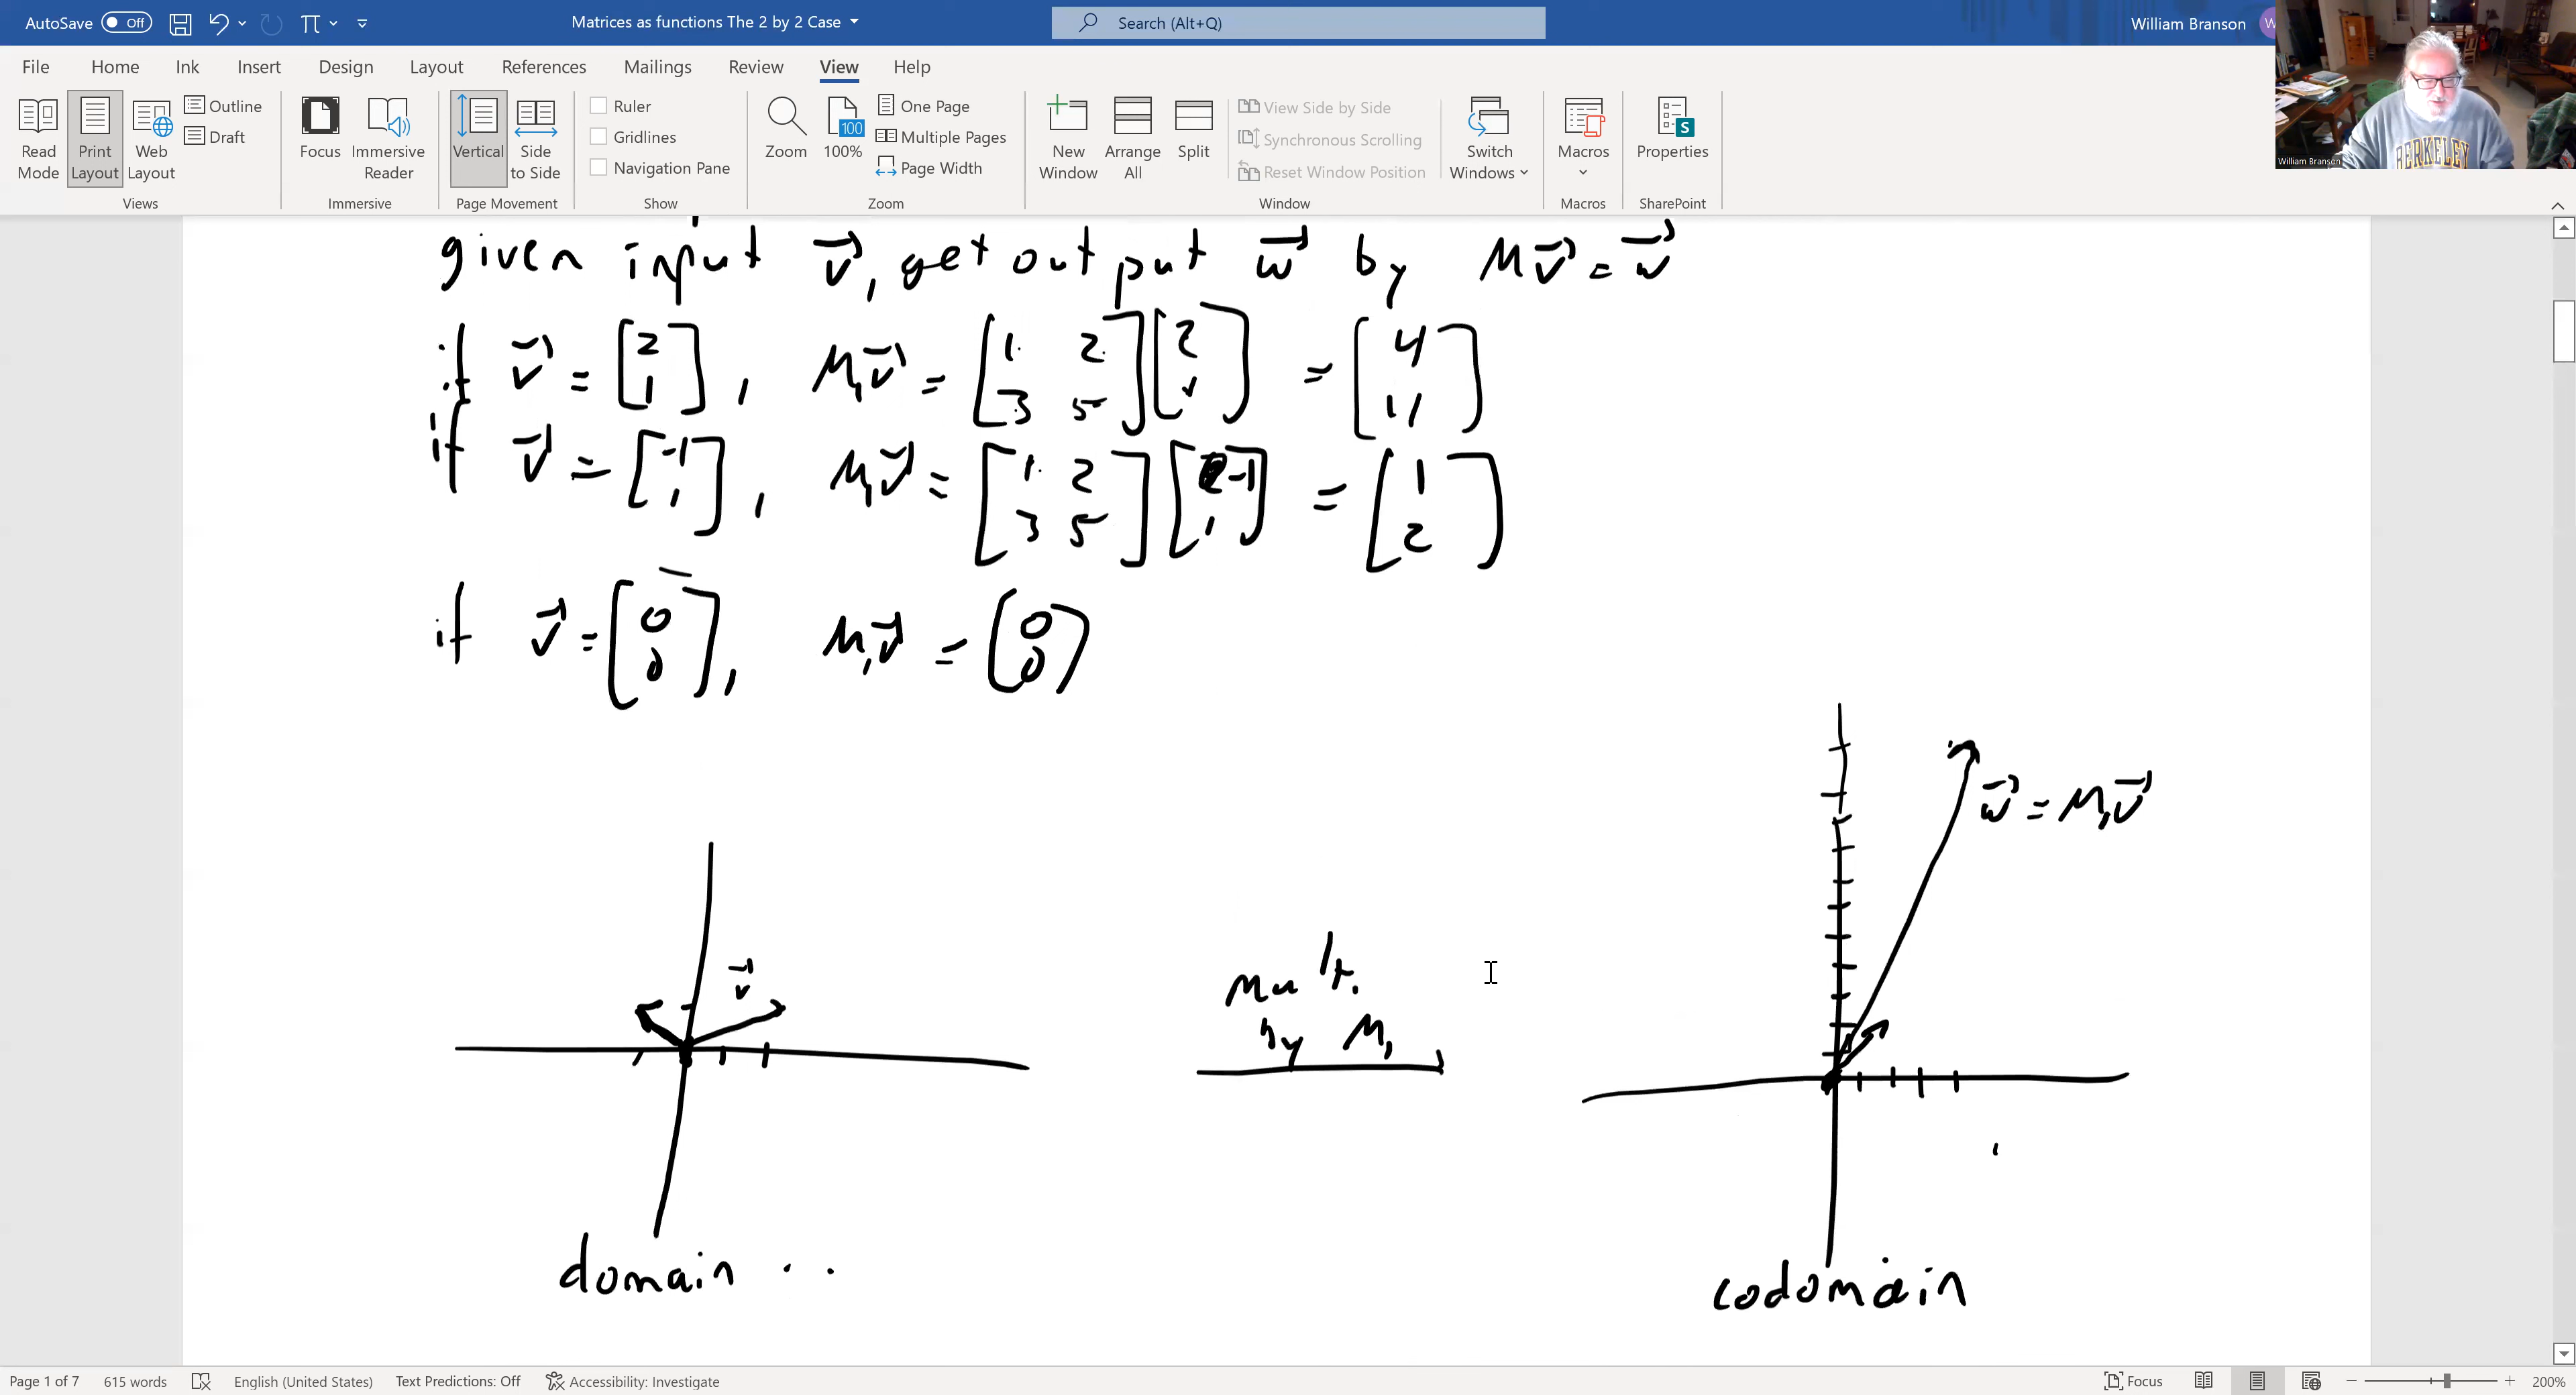 AutoSave Off Matrices as functions The 2 by 2 Case Search (Alt+Q) William Branson W
File Home Ink Insert Design Layout References Mailings Review View Help
Read Mode
Print Layout
Web Layout
Outline
Draft
Views
Focus
Immersive Reader
Immersive
Vertical
Side to Side
Page Movement
Ruler
Gridlines
Navigation Pane
Show
Zoom
100
100%
One Page
Multiple Pages
Page Width
Zoom
New Window
Arrange All
Split
View Side by Side
Synchronous Scrolling
Reset Window Position
Window
Switch Windows
Macros
Macros
S
Properties
SharePoint
BERKELEY
William Branson
given input v⃗, get output w⃗ by Mv⃗ = w⃗
if v⃗ = [2 1], M₁v⃗ = [1 2 3 5][2 1] = [4 11]
if v⃗ = [-1 1], M₁v⃗ = [1 2 3 5][-1 1] = [1 2]
if v⃗ = [0 0], M₁v⃗ = [0 0]
w⃗ = M₁v⃗
v⃗
mult.
by M₁
domain
codomain
Page 1 of 7 615 words English (United States) Text Predictions: Off Accessibility: Investigate Focus 200%